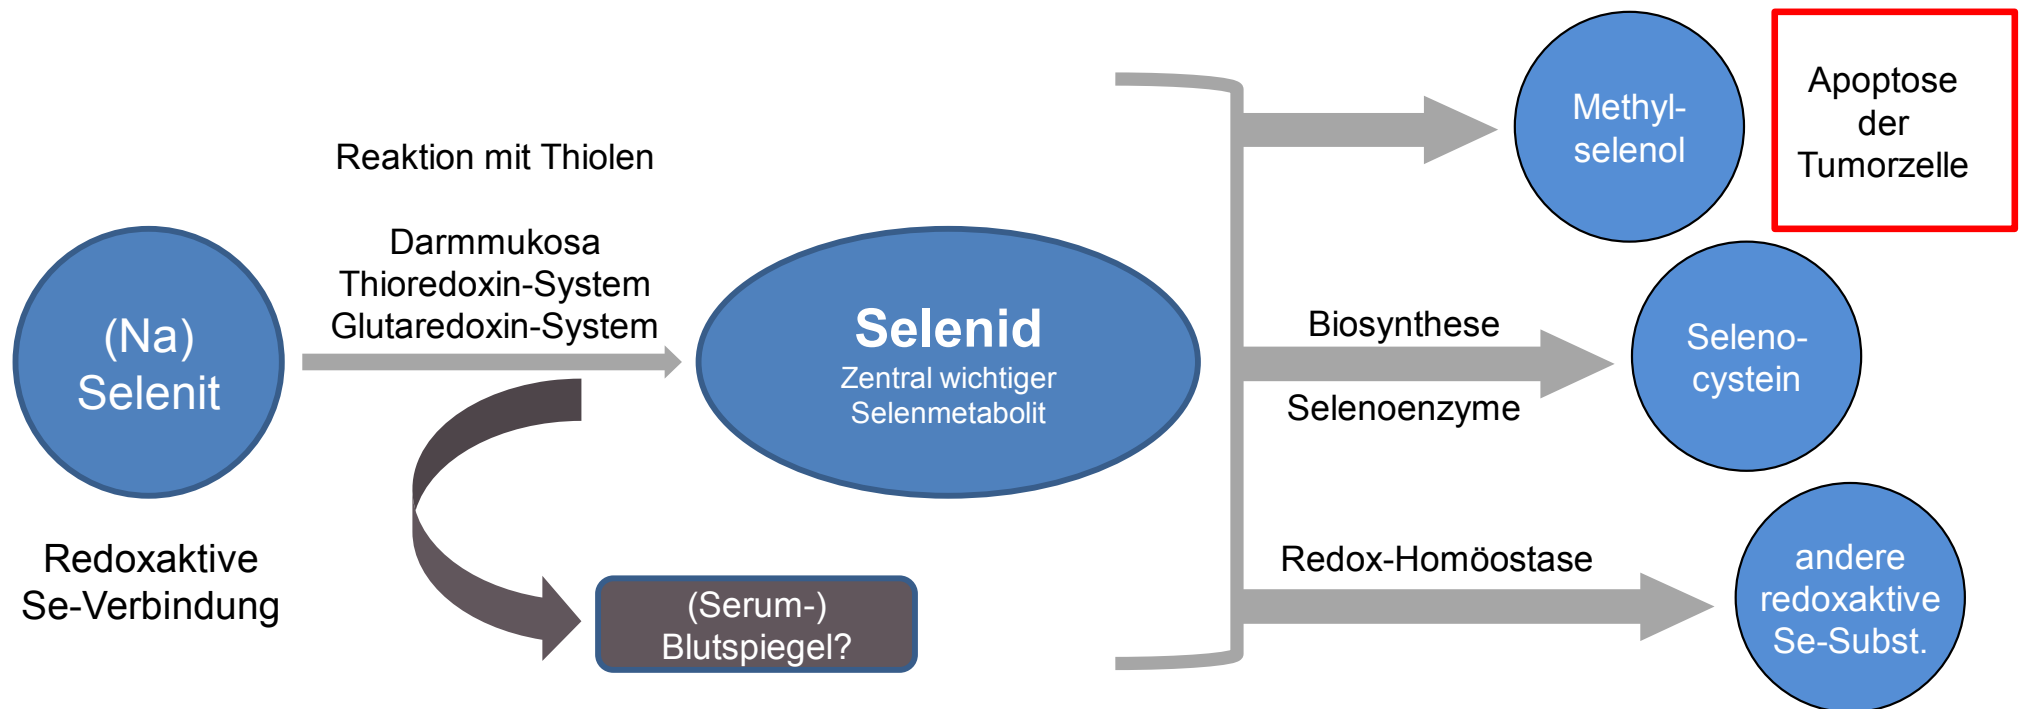 (Na)
Selenit
Redoxaktive
Se-Verbindung
Reaktion mit Thiolen
Darmmukosa
Thioredoxin-System
Glutaredoxin-System
(Serum-)
Blutspiegel?
Selenid
Zentral wichtiger
Selenmetabolit
Methyl-
selenol
Apoptose
der
Tumorzelle
Biosynthese
Selenoenzyme
Seleno-
cystein
Redox-Homöostase
andere
redoxaktive
Se-Subst.